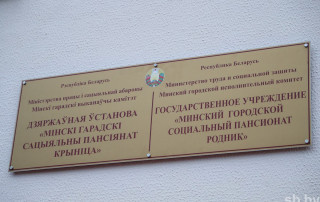 Рэспубліка Беларусь
Міністэрства працы і сацыяльнай абароны
Мінскі гарадскі выканаўчы камітэт
ДЗЯРЖАЎНАЯ ЎСТАНОВА
«МІНСКІ ГАРАДСКІ
САЦЫЯЛЬНЫ ПАНСІЯНАТ
КРЫНІЦА»
Республика Беларусь
Министерство труда и социальной защиты
Минский городской исполнительный комитет
ГОСУДАРСТВЕННОЕ УЧРЕЖДЕНИЕ
«МИНСКИЙ ГОРОДСКОЙ
СОЦИАЛЬНЫЙ ПАНСИОНАТ
РОДНИК»
sb.by